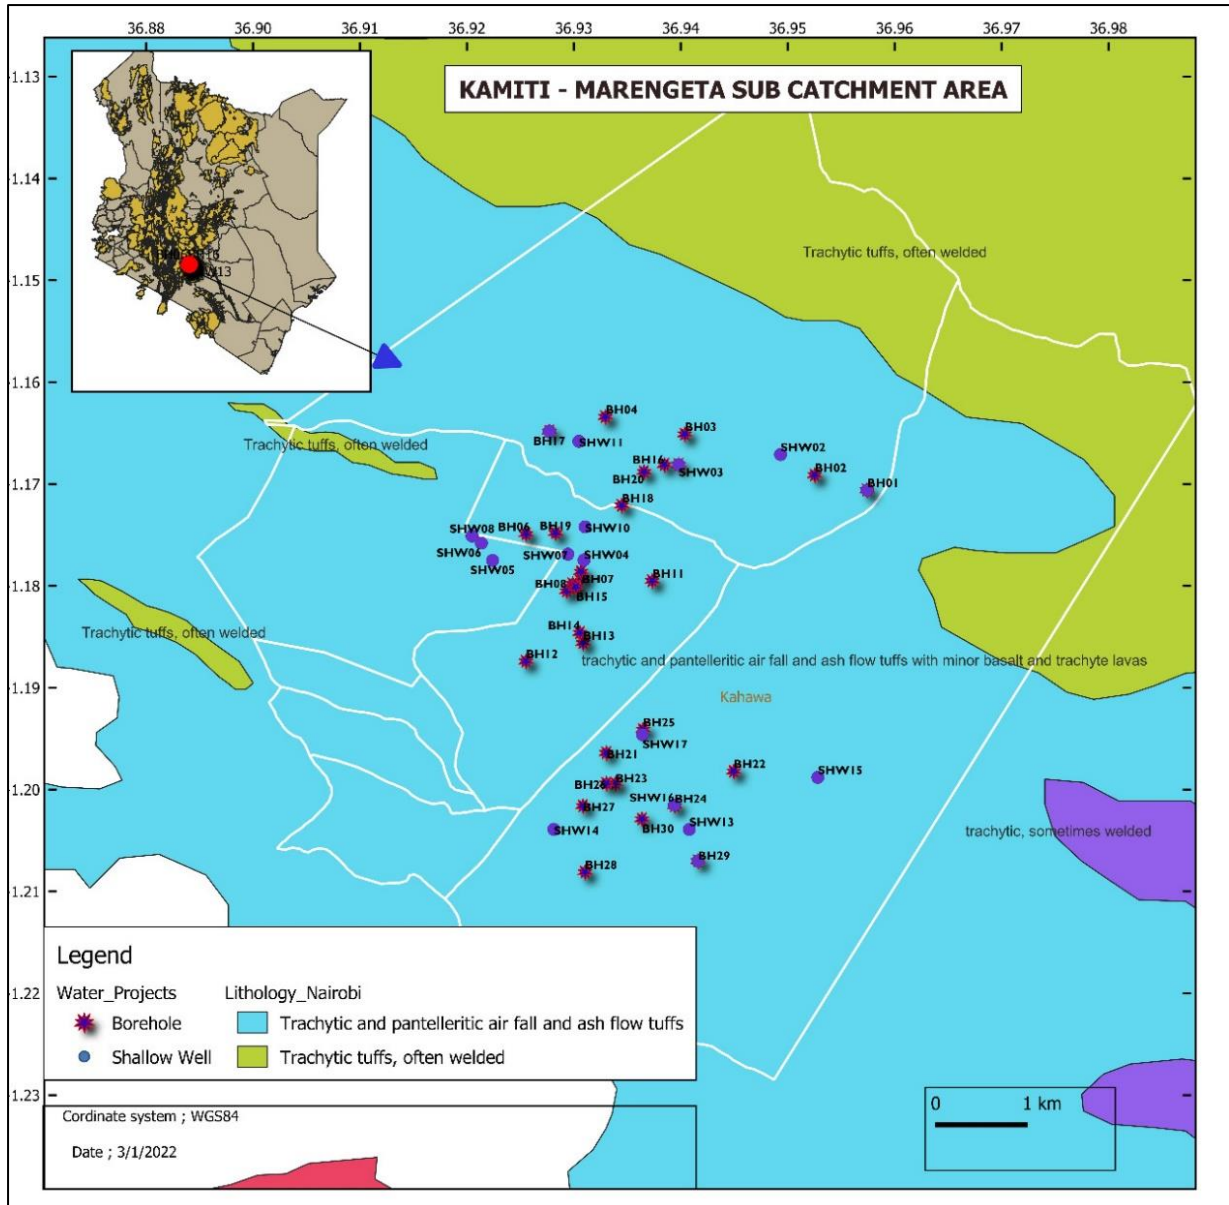 36.88 36.90 36.91 36.92 36.93 36.94 36.95 36.96 36.97 36.98
1.13
KAMITI - MARENGETA SUB CATCHMENT AREA
1.14
Trachytic tuffs, often welded
1.15
1.16
BH04
BH03
BH17
SHW11
SHW02
Trachytic tuffs, often welded
BH16
SHW03
BH02
1.17
BH20
BH01
BH18
SHW08
BH06
BH19
SHW10
SHW06
SHW07
SHW04
SHW05
BH08
BH07
BH11
1.18
BH15
BH14
BH13
Trachytic tuffs, often welded
BH12
trachytic and pantelleritic air fall and ash flow tuffs with minor basalt and trachyte lavas
1.19
Kahawa
BH25
SHW17
BH21
BH22
SHW15
BH26
BH23
1.20
SHW16
BH24
BH27
SHW14
BH30
SHW13
trachytic, sometimes welded
BH28
BH29
1.21
Legend
Water_Projects Lithology_Nairobi
1.22
Borehole Trachytic and pantelleritic air fall and ash flow tuffs
Shallow Well Trachytic tuffs, often welded
1.23
Cordinate system ; WGS84
0 1 km
Date ; 3/1/2022